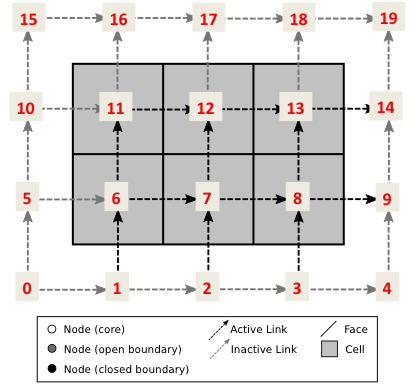 15 16 17 18 19
10 11 12 13 14
5 6 7 8 9
0 1 2 3 4
Node (core) Active Link Face
Node (open boundary) Inactive Link Cell
Node (closed boundary)